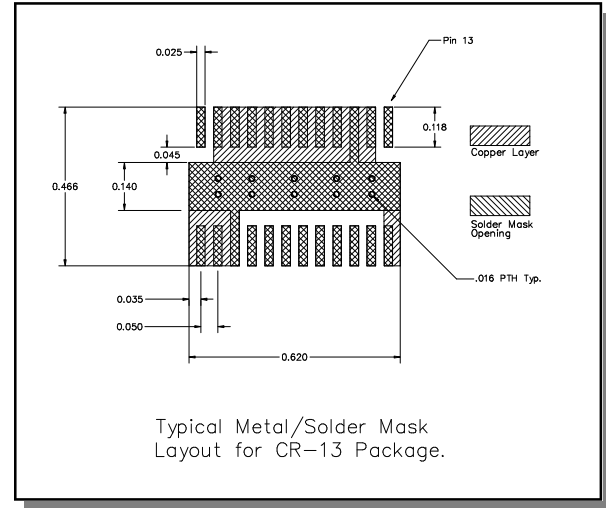 Pin 13
0.025
0.118
0.045
Copper Layer
0.466
0.140
Solder Mask
Opening
.016 PTH Typ.
0.035
0.050
0.620
Typical Metal/Solder Mask
Layout for CR-13 Package.